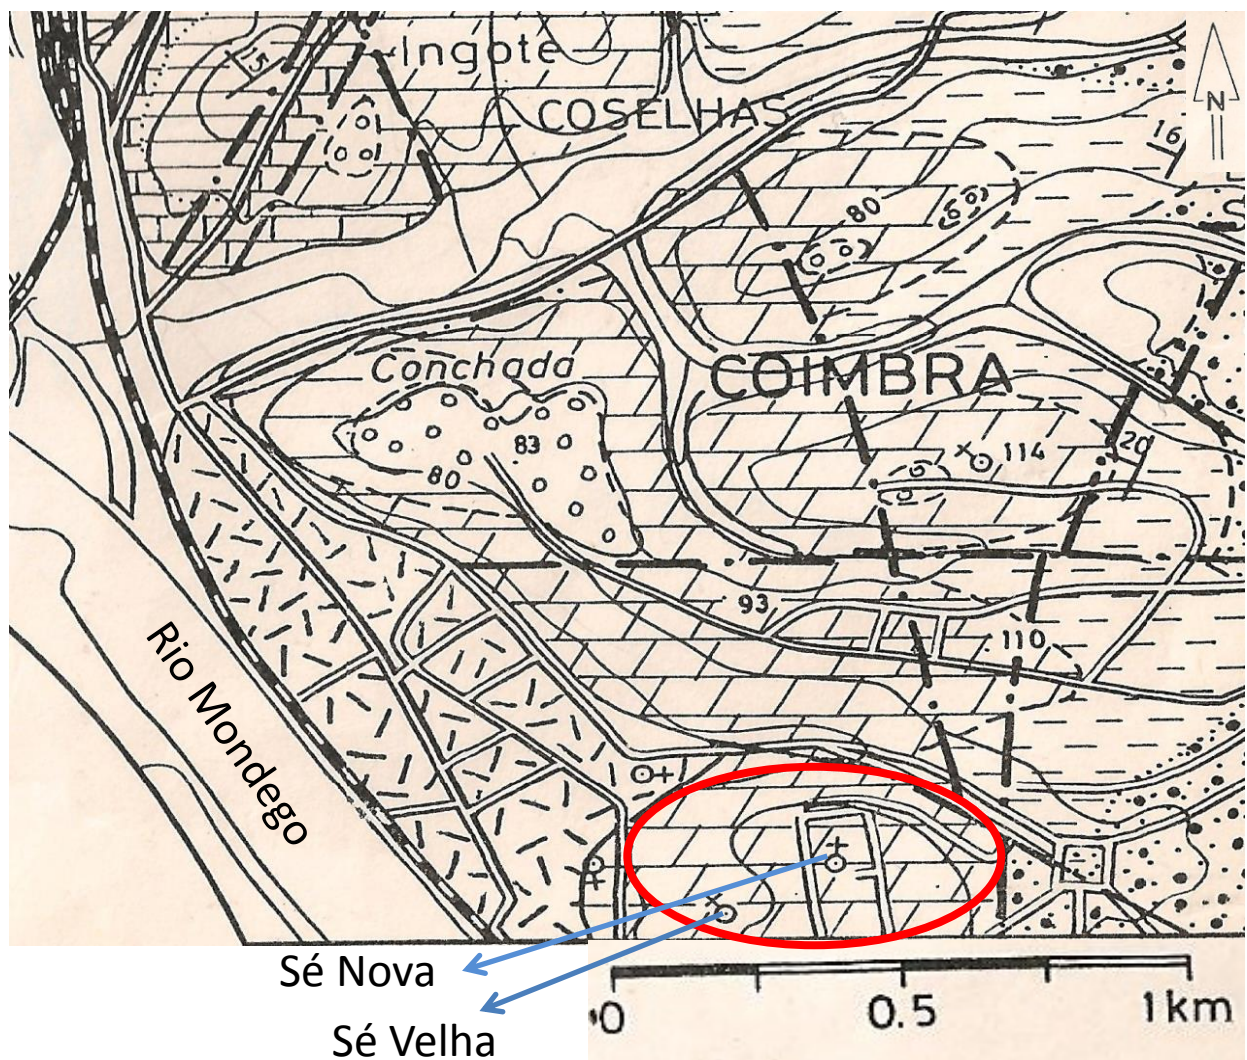 Ingote
15
COSELHAS
N
16
80
Conchada
COIMBRA
83
80
114
20
93
110
Rio Mondego
Sé Nova
Sé Velha
0
0.5
1km